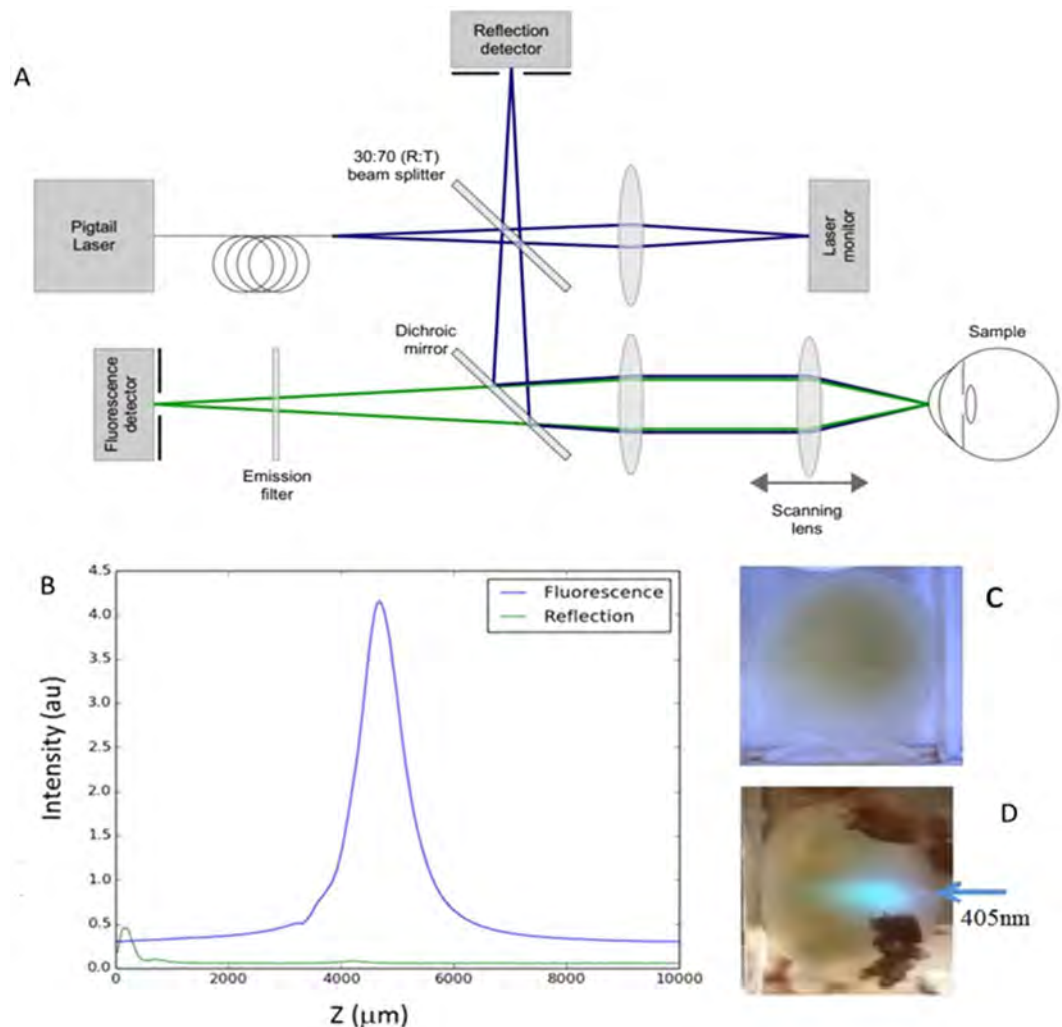 A
Reflection
detector
30:70 (R:T)
beam splitter
Pigtail
Laser
Laser
monitor
Dichroic
mirror
Sample
Fluorescence
detector
Emission
filter
Scanning
lens
B
4.5
4.0
3.5
3.0
2.5
2.0
1.5
1.0
0.5
0.0
Intensity (au)
Fluorescence
Reflection
0
2000
4000
6000
8000
10000
Z (μm)
C
D
405nm